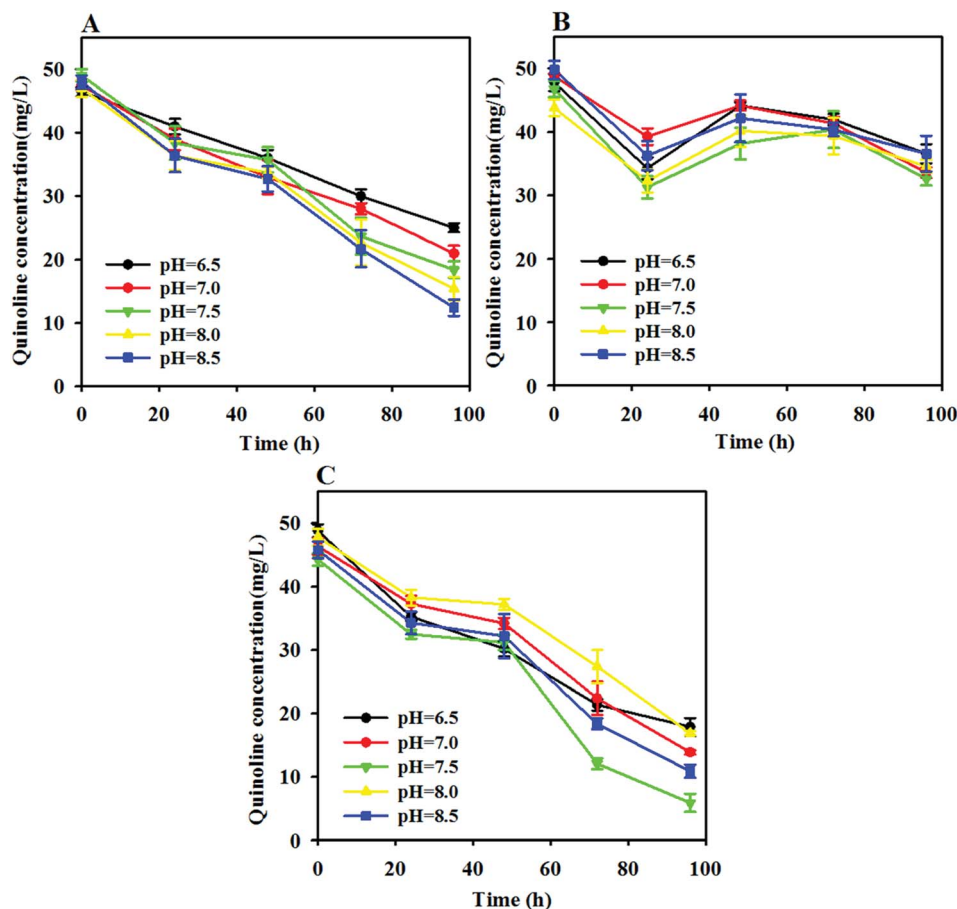 A
Quinoline concentration(mg/L)
50
40
30
20
10
0
pH=6.5
pH=7.0
pH=7.5
pH=8.0
pH=8.5
0 20 40 60 80 100
Time (h)
B
Quinoline concentration(mg/L)
50
40
30
20
10
0
pH=6.5
pH=7.0
pH=7.5
pH=8.0
pH=8.5
0 20 40 60 80 100
Time (h)
C
Quinoline concentration(mg/L)
50
40
30
20
10
0
pH=6.5
pH=7.0
pH=7.5
pH=8.0
pH=8.5
0 20 40 60 80 100
Time (h)